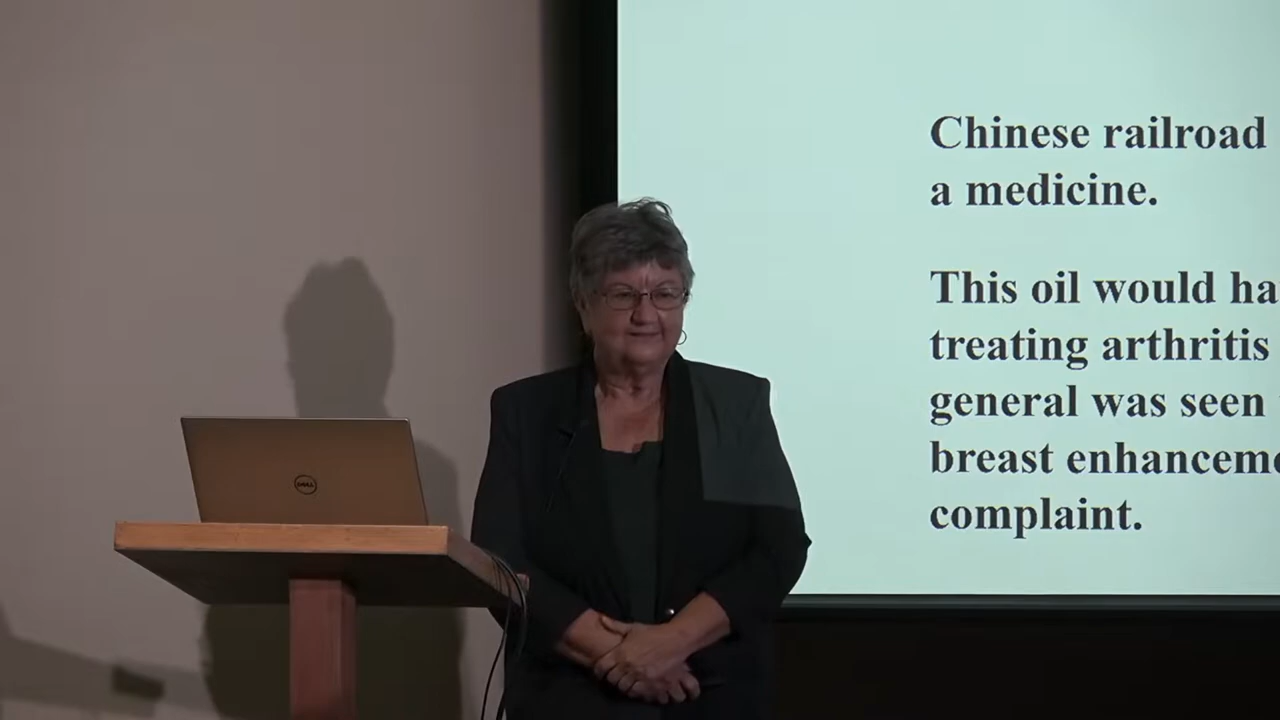 Chinese railroad
a medicine.
This oil would ha
treating arthritis
general was seen
breast enhanceme
complaint.
DELL